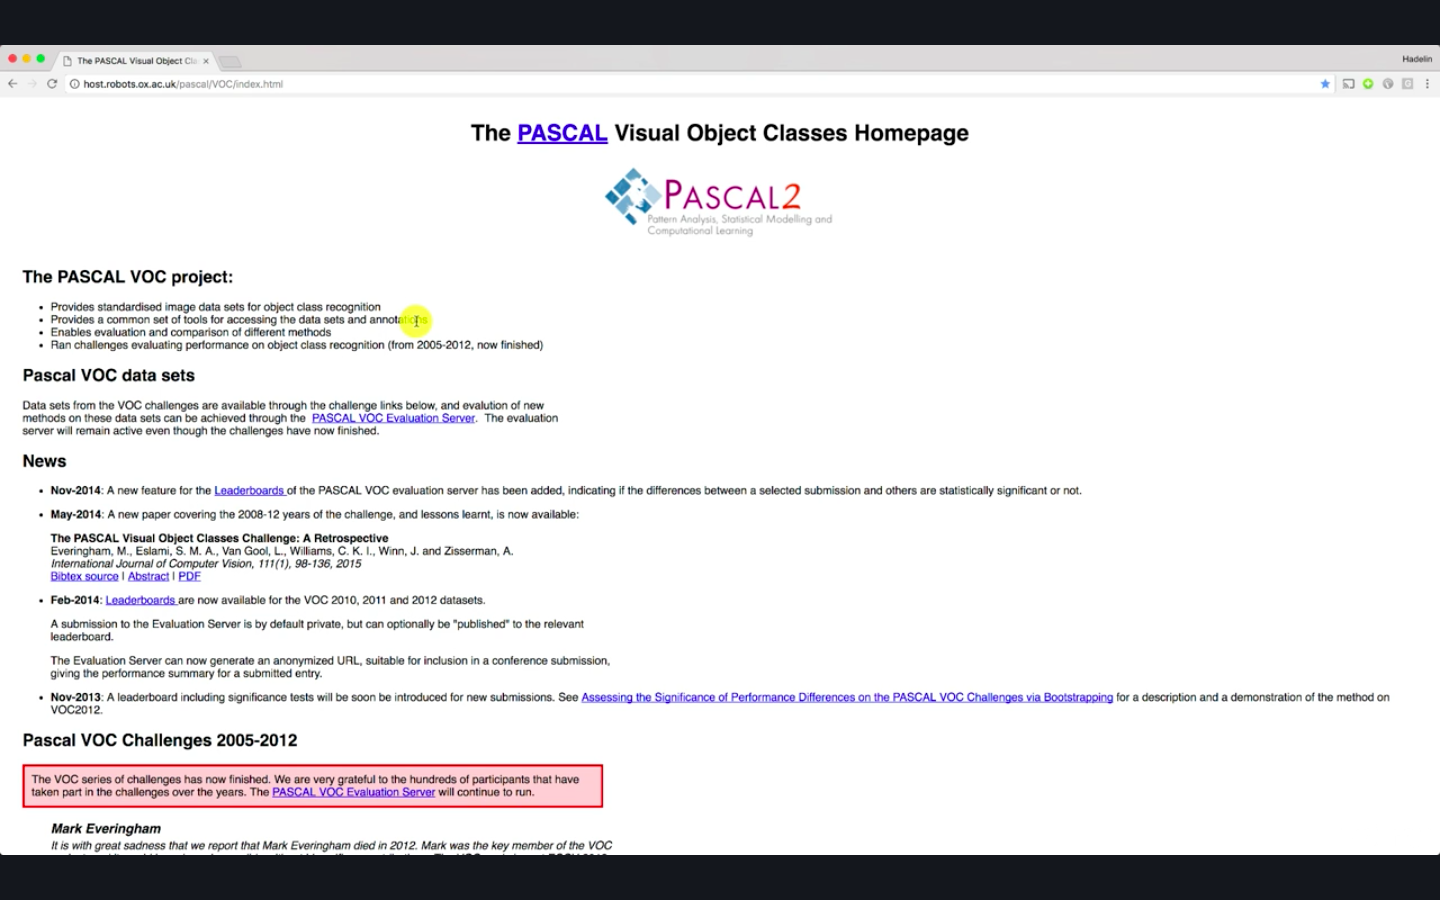 The PASCAL Visual Object Cla
Hadelin
host.robots.ox.ac.uk/pascal/VOC/index.html
The PASCAL Visual Object Classes Homepage
PASCAL2
Pattern Analysis, Statistical Modelling and
Computational Learning
The PASCAL VOC project:
Provides standardised image data sets for object class recognition
Provides a common set of tools for accessing the data sets and annotations
Enables evaluation and comparison of different methods
Ran challenges evaluating performance on object class recognition (from 2005-2012, now finished)
Pascal VOC data sets
Data sets from the VOC challenges are available through the challenge links below, and evalution of new
methods on these data sets can be achieved through the PASCAL VOC Evaluation Server. The evaluation
server will remain active even though the challenges have now finished.
News
Nov-2014: A new feature for the Leaderboards of the PASCAL VOC evaluation server has been added, indicating if the differences between a selected submission and others are statistically significant or not.
May-2014: A new paper covering the 2008-12 years of the challenge, and lessons learnt, is now available:
The PASCAL Visual Object Classes Challenge: A Retrospective
Everingham, M., Eslami, S. M. A., Van Gool, L., Williams, C. K. I., Winn, J. and Zisserman, A.
International Journal of Computer Vision, 111(1), 98-136, 2015
Bibtex source | Abstract | PDF
Feb-2014: Leaderboards are now available for the VOC 2010, 2011 and 2012 datasets.
A submission to the Evaluation Server is by default private, but can optionally be "published" to the relevant
leaderboard.
The Evaluation Server can now generate an anonymized URL, suitable for inclusion in a conference submission,
giving the performance summary for a submitted entry.
Nov-2013: A leaderboard including significance tests will be soon be introduced for new submissions. See Assessing the Significance of Performance Differences on the PASCAL VOC Challenges via Bootstrapping for a description and a demonstration of the method on
VOC2012.
Pascal VOC Challenges 2005-2012
The VOC series of challenges has now finished. We are very grateful to the hundreds of participants that have
taken part in the challenges over the years. The PASCAL VOC Evaluation Server will continue to run.
Mark Everingham
It is with great sadness that we report that Mark Everingham died in 2012. Mark was the key member of the VOC